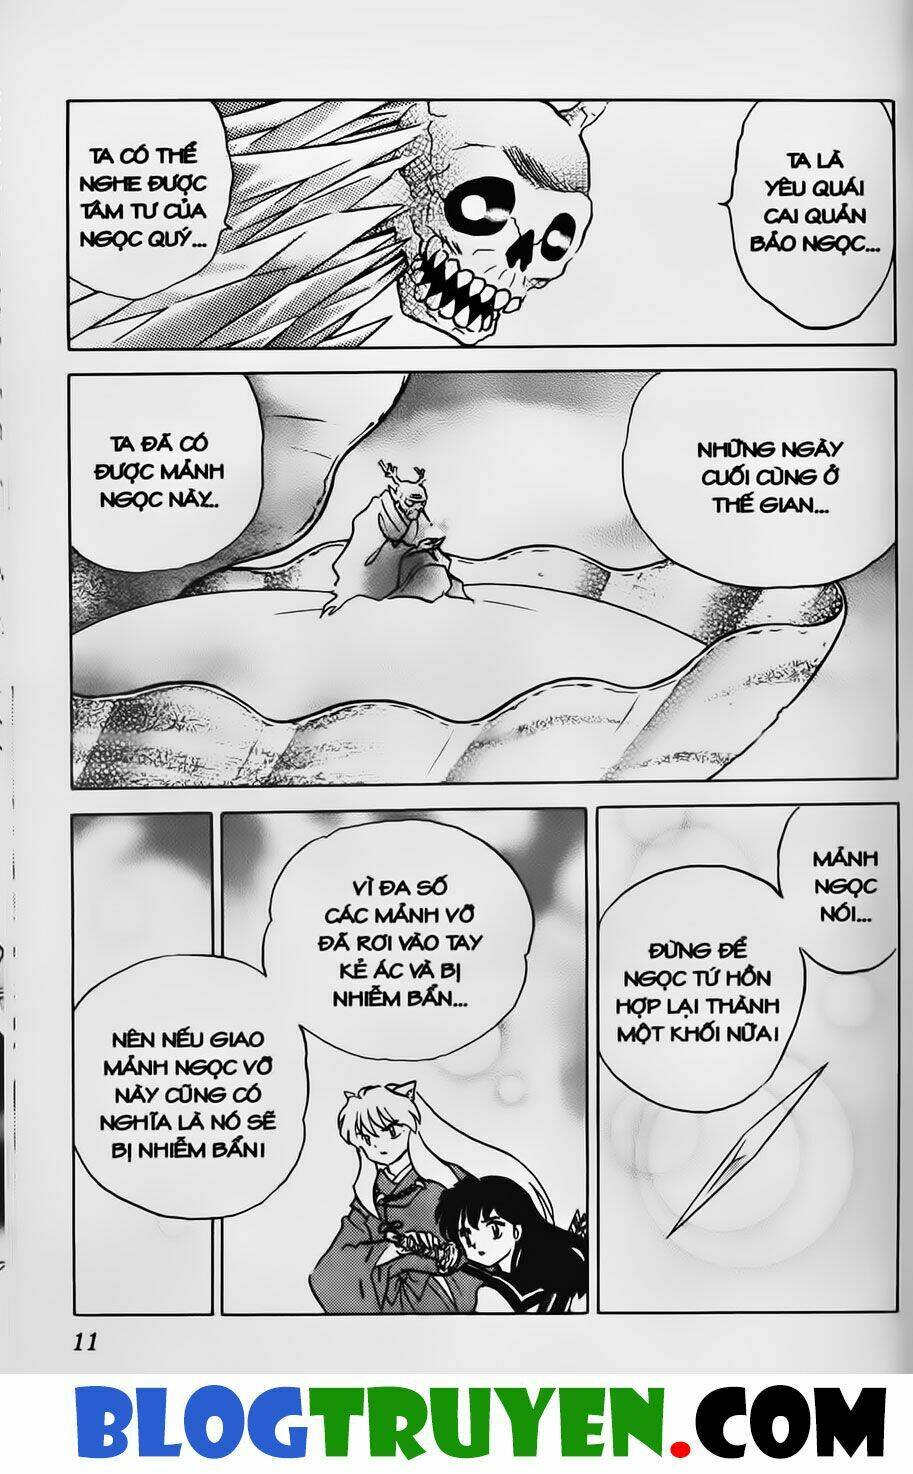 TA LÀ
YÊU QUÁI
CAI QUẢN
BẢO NGỌC...
TA CÓ THỂ
NGHE ĐƯỢC
TÂM TƯ CỦA
NGỌC QUÝ...
NHỮNG NGÀY
CUỐI CÙNG Ở
THẾ GIAN...
TA ĐÃ CÓ
ĐƯỢC MẢNH
NGỌC NÀY...
MẢNH
NGỌC
NÓI...
ĐỪNG ĐỂ
NGỌC TỨ HỒN
HỢP LẠI THÀNH
MỘT KHỐI NỮA!
VÌ ĐA SỐ
CÁC MẢNH VỠ
ĐÃ RƠI VÀO TAY
KẺ ÁC VÀ BỊ
NHIỄM BẨN...
NÊN NẾU GIAO
MẢNH NGỌC VỠ
NÀY CŨNG CÓ
NGHĨA LÀ NÓ SẼ
BỊ NHIỄM BẨN!
11
BLOGTRUYEN.COM